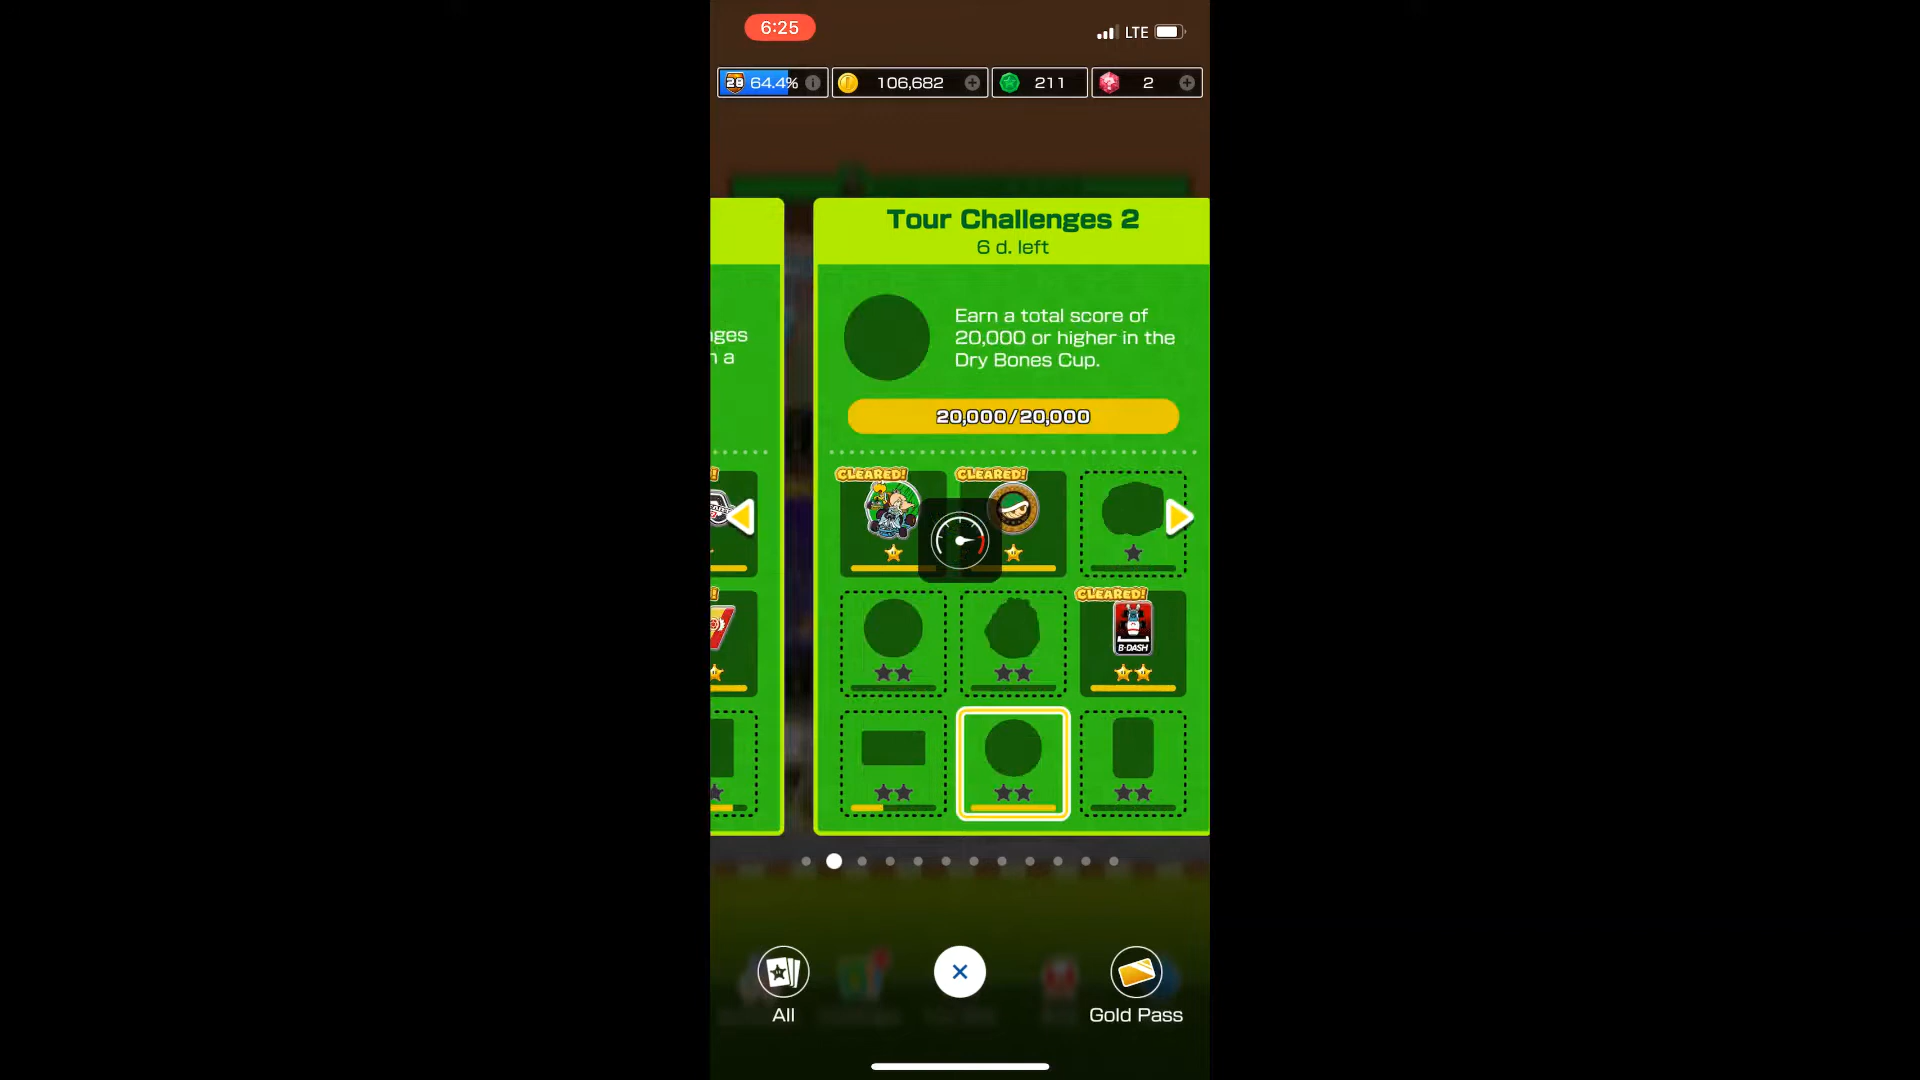 6:25
LTE
28 64.4% i
106,682
211
2
Tour Challenges 2
6 d. left
Earn a total score of
20,000 or higher in the
Dry Bones Cup.
20,000/20,000
CLEARED!
CLEARED!
CLEARED!
B-DASH
All
Gold Pass